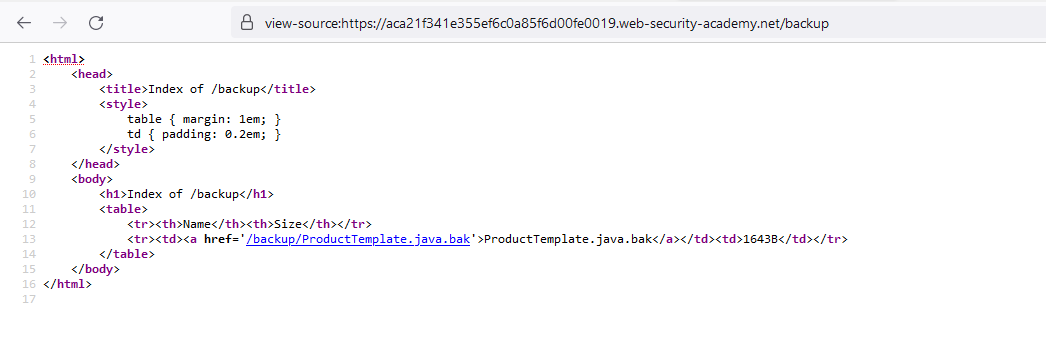 view-source:https://aca21f341e355ef6c0a85f6d00fe0019.web-security-academy.net/backup
1 <html>
2 <head>
3 <title>Index of /backup</title>
4 <style>
5 table { margin: 1em; }
6 td { padding: 0.2em; }
7 </style>
8 </head>
9 <body>
10 <h1>Index of /backup</h1>
11 <table>
12 <tr><th>Name</th><th>Size</th></tr>
13 <tr><td><a href='/backup/ProductTemplate.java.bak'>ProductTemplate.java.bak</a></td><td>1643B</td></tr>
14 </table>
15 </body>
16 </html>
17